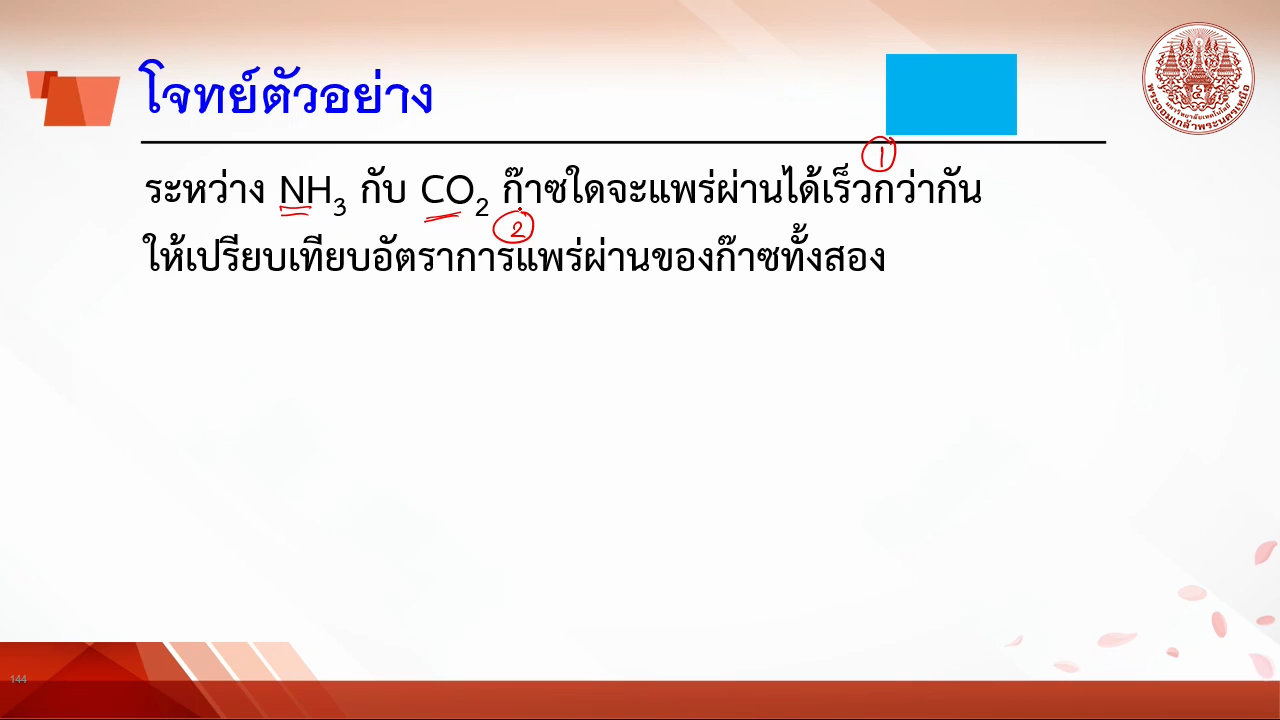 โจทย์ตัวอย่าง
1
ระหว่าง NH3 กับ CO2 ก๊าซใดจะแพร่ผ่านได้เร็วกว่ากัน
2
ให้เปรียบเทียบอัตราการแพร่ผ่านของก๊าซทั้งสอง
144